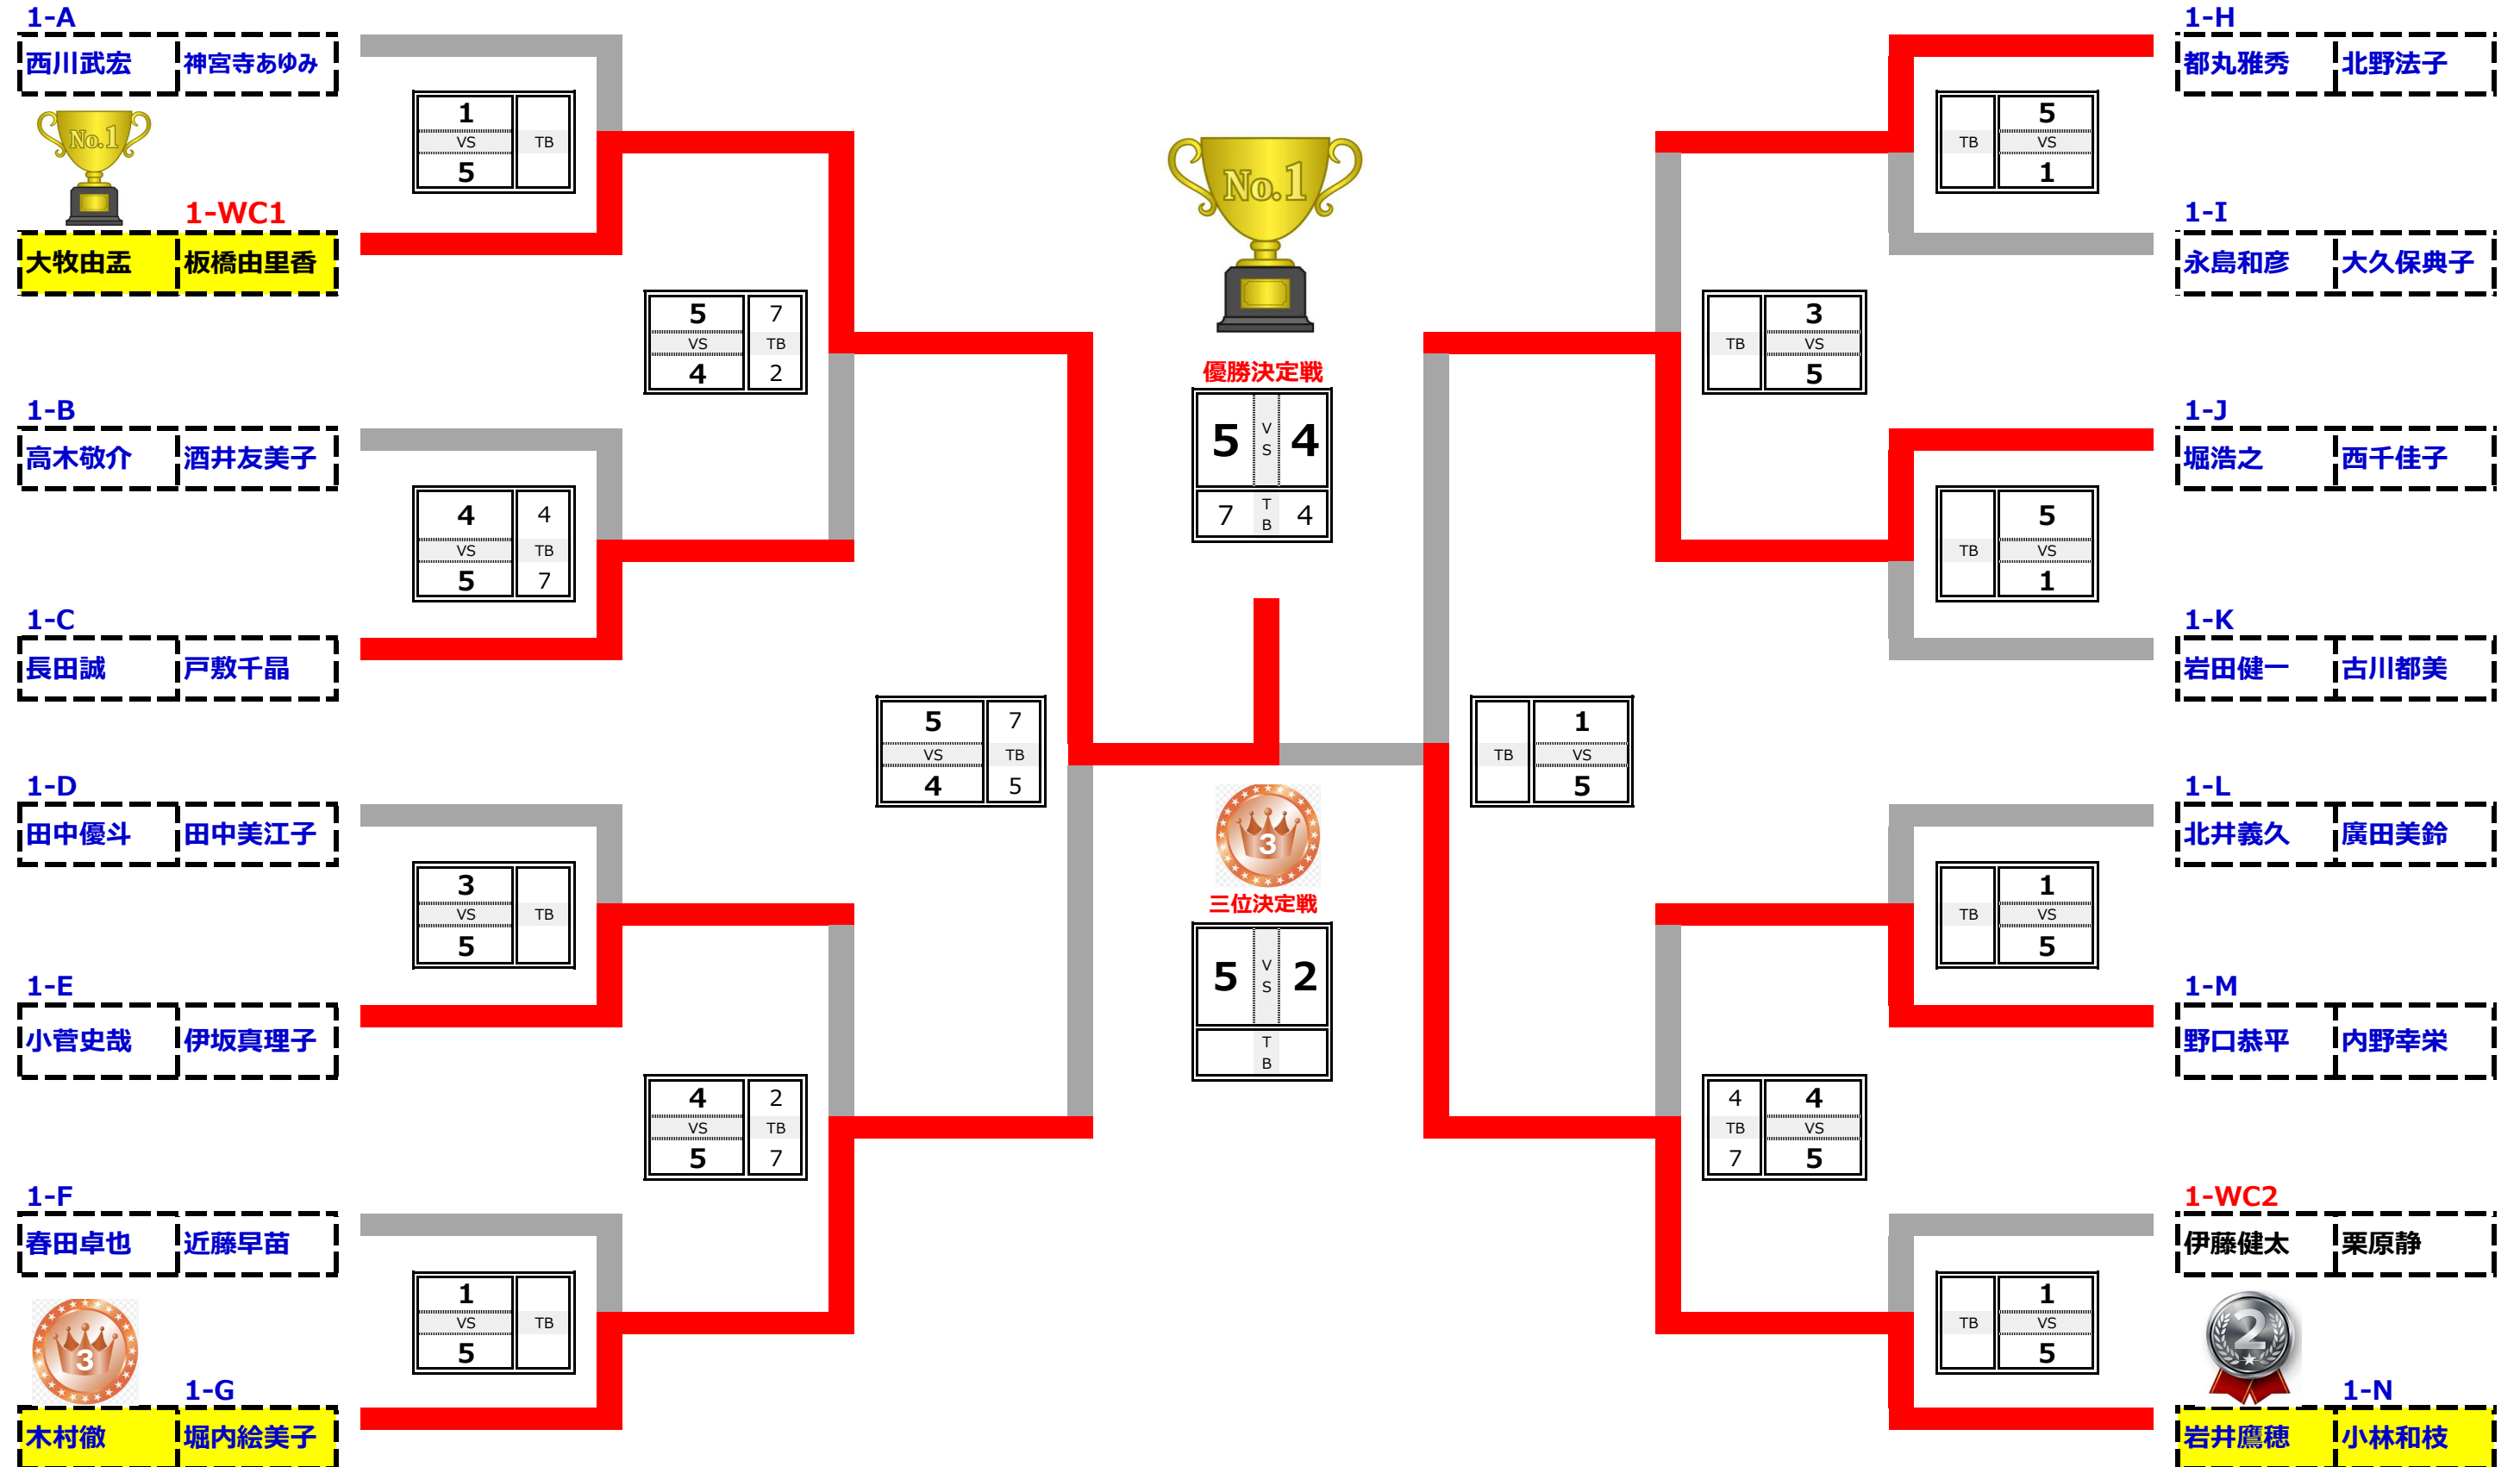 1-A
西川武宏 神宮寺あゆみ
1
VS TB
5
No.1
1-WC1
大牧由盂 板橋由里香
5 7
VS TB
4 2
1-B
高木敬介 酒井友美子
4 4
VS TB
5 7
1-C
長田誠 戸敷千晶
5 7
VS TB
4 5
1-D
田中優斗 田中美江子
3
VS TB
5
1-E
小菅史哉 伊坂真理子
4 2
VS TB
5 7
1-F
春田卓也 近藤早苗
1
VS TB
5
3
1-G
木村徹 堀内絵美子
No.1
優勝決定戦
5 VS 4
7 TB 4
3
三位決定戦
5 VS 2
TB
1-H
都丸雅秀 北野法子
5
TB VS
1
1-I
永島和彦 大久保典子
3
TB VS
5
1-J
堀浩之 西千佳子
5
TB VS
1
1-K
岩田健一 古川都美
1
TB VS
5
1-L
北井義久 廣田美鈴
1
TB VS
5
1-M
野口恭平 内野幸栄
4 4
TB VS
7 5
1-WC2
伊藤健太 栗原静
1
TB VS
5
2
1-N
岩井鷹穂 小林和枝